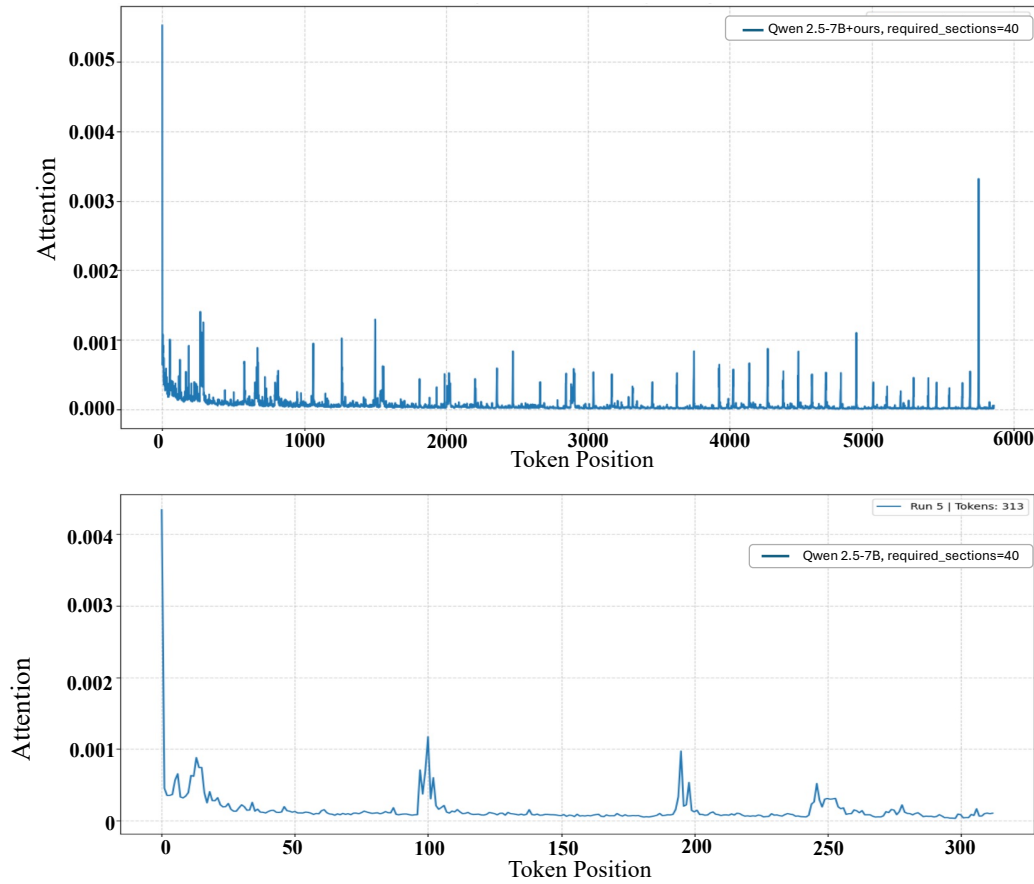 Qwen 2.5-7B+ours, required_sections=40
0.005
0.004
0.003
0.002
0.001
0.000
Attention
0 1000 2000 3000 4000 5000 6000
Token Position
Run 5 | Tokens: 313
Qwen 2.5-7B, required_sections=40
0.004
0.003
0.002
0.001
0
Attention
0 50 100 150 200 250 300
Token Position